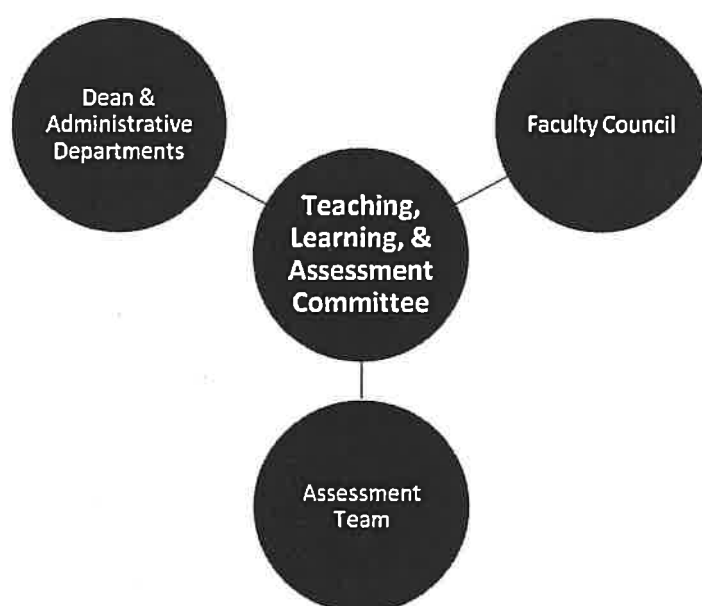 Dean &
Administrative
Departments
Faculty Council
Teaching,
Learning, &
Assessment
Committee
Assessment
Team